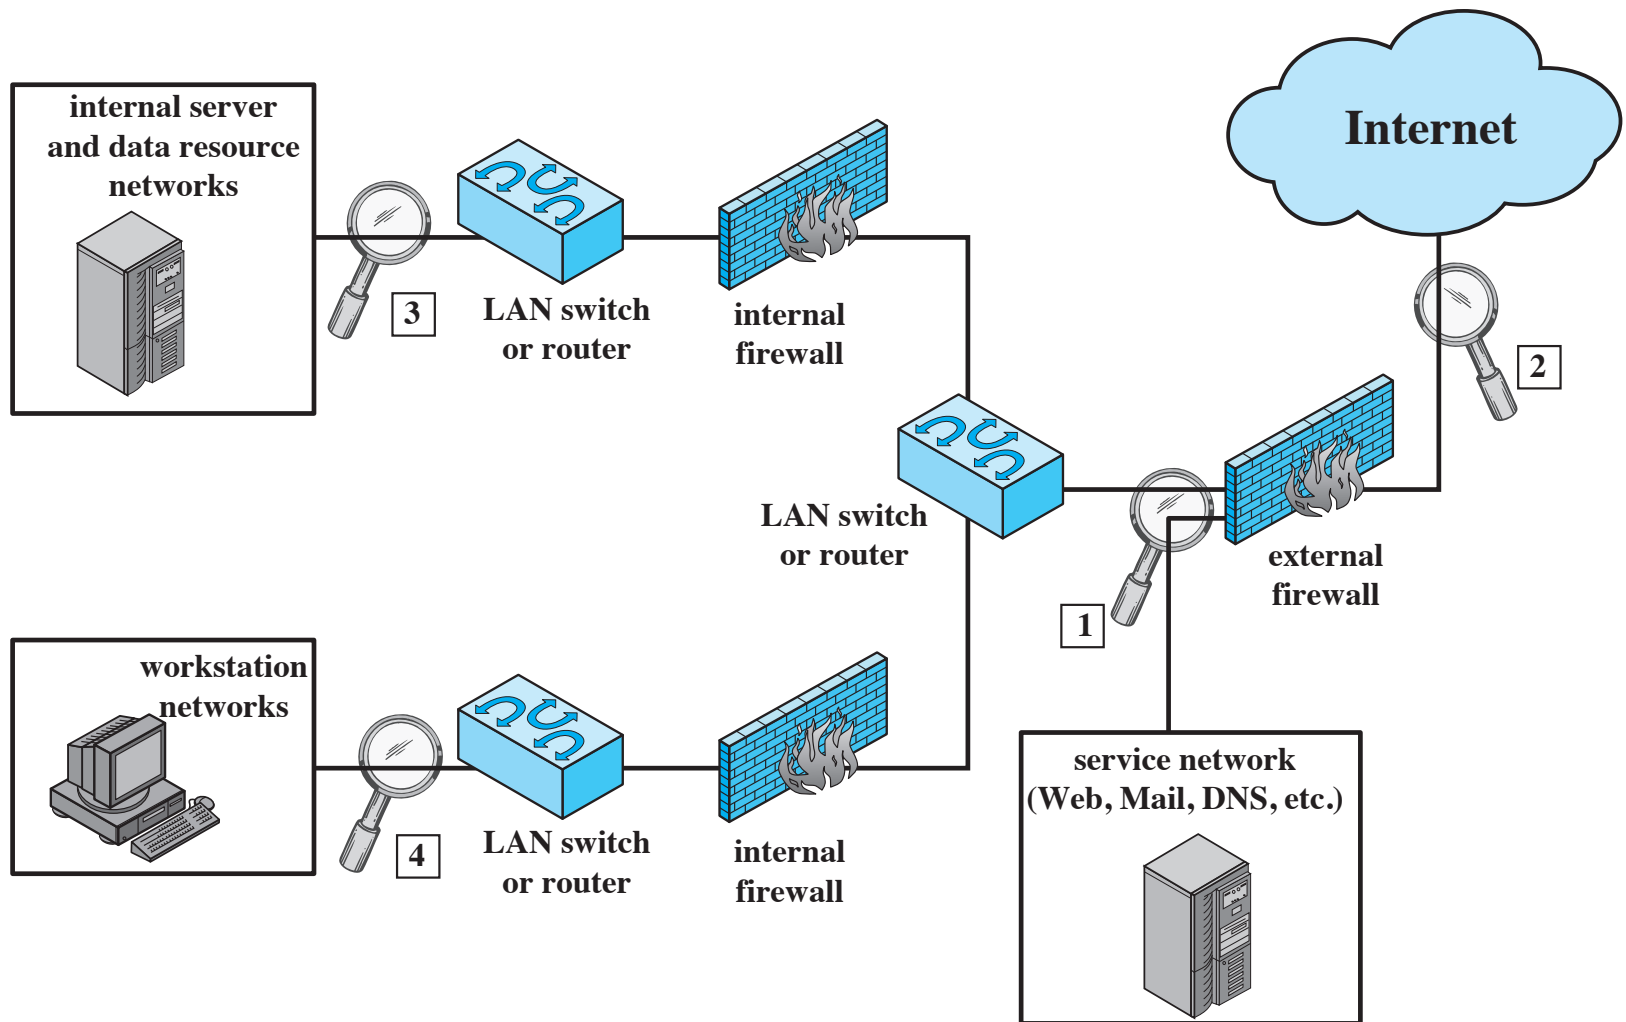 internal server
and data resource
networks
3
LAN switch
or router
internal
firewall
Internet
2
LAN switch
or router
1
external
firewall
workstation
networks
4
LAN switch
or router
internal
firewall
service network
(Web, Mail, DNS, etc.)